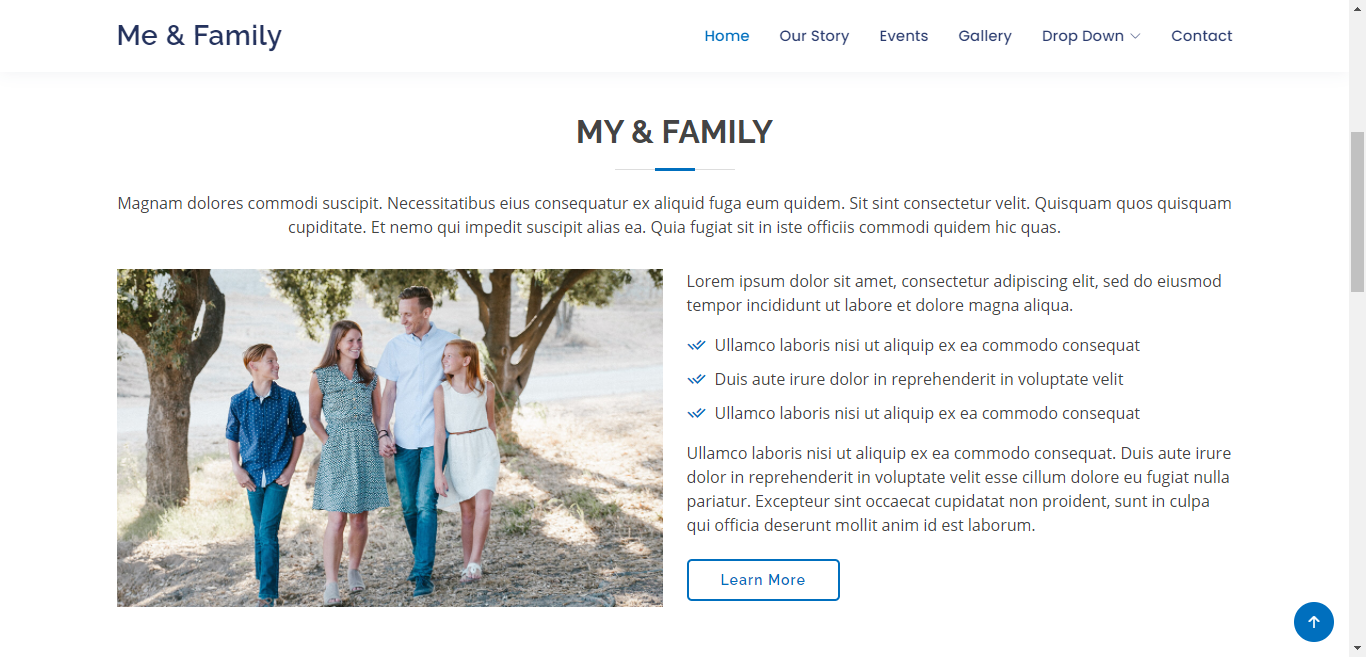 Me & Family
Home Our Story Events Gallery Drop Down Contact
MY & FAMILY
Magnam dolores commodi suscipit. Necessitatibus eius consequatur ex aliquid fuga eum quidem. Sit sint consectetur velit. Quisquam quos quisquam
cupiditate. Et nemo qui impedit suscipit alias ea. Quia fugiat sit in iste officiis commodi quidem hic quas.
Lorem ipsum dolor sit amet, consectetur adipiscing elit, sed do eiusmod
tempor incididunt ut labore et dolore magna aliqua.
Ullamco laboris nisi ut aliquip ex ea commodo consequat
Duis aute irure dolor in reprehenderit in voluptate velit
Ullamco laboris nisi ut aliquip ex ea commodo consequat
Ullamco laboris nisi ut aliquip ex ea commodo consequat. Duis aute irure
dolor in reprehenderit in voluptate velit esse cillum dolore eu fugiat nulla
pariatur. Excepteur sint occaecat cupidatat non proident, sunt in culpa
qui officia deserunt mollit anim id est laborum.
Learn More